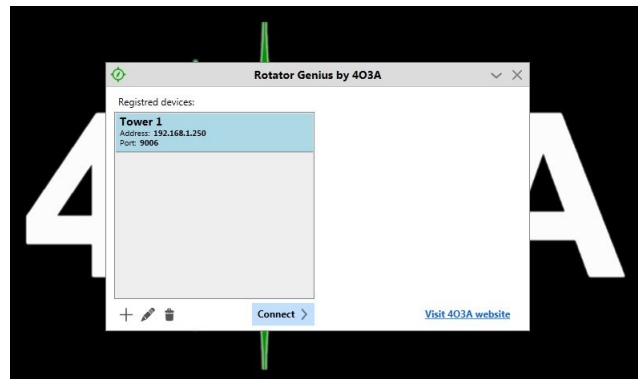 Rotator Genius by 4O3A
Registred devices:
Tower 1
Address: 192.168.1.250
Port: 9006
Connect
Visit 4O3A website
4
A